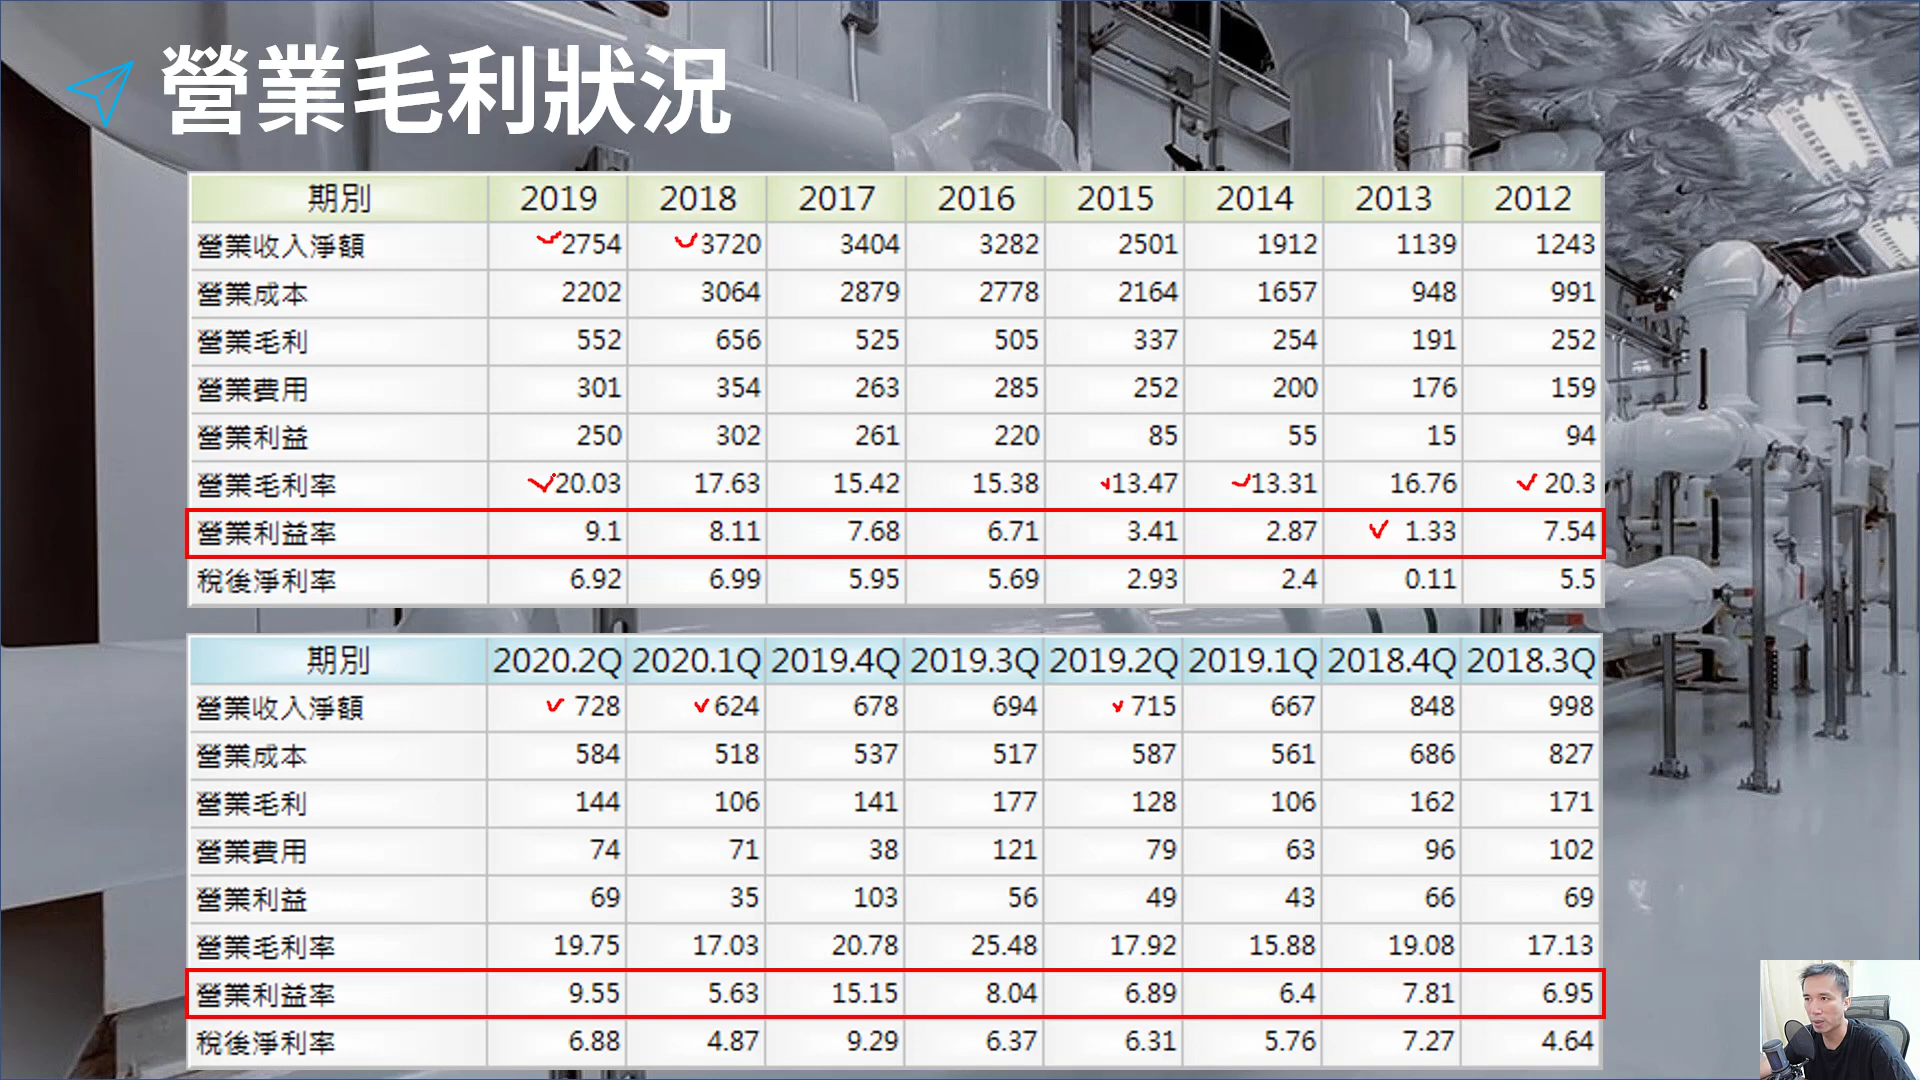 營業毛利狀況
期別 2019 2018 2017 2016 2015 2014 2013 2012
營業收入淨額 2754 3720 3404 3282 2501 1912 1139 1243
營業成本 2202 3064 2879 2778 2164 1657 948 991
營業毛利 552 656 525 505 337 254 191 252
營業費用 301 354 263 285 252 200 176 159
營業利益 250 302 261 220 85 55 15 94
營業毛利率 20.03 17.63 15.42 15.38 13.47 13.31 16.76 20.3
營業利益率 9.1 8.11 7.68 6.71 3.41 2.87 1.33 7.54
稅後淨利率 6.92 6.99 5.95 5.69 2.93 2.4 0.11 5.5
期別 2020.2Q 2020.1Q 2019.4Q 2019.3Q 2019.2Q 2019.1Q 2018.4Q 2018.3Q
營業收入淨額 728 624 678 694 715 667 848 998
營業成本 584 518 537 517 587 561 686 827
營業毛利 144 106 141 177 128 106 162 171
營業費用 74 71 38 121 79 63 96 102
營業利益 69 35 103 56 49 43 66 69
營業毛利率 19.75 17.03 20.78 25.48 17.92 15.88 19.08 17.13
營業利益率 9.55 5.63 15.15 8.04 6.89 6.4 7.81 6.95
稅後淨利率 6.88 4.87 9.29 6.37 6.31 5.76 7.27 4.64